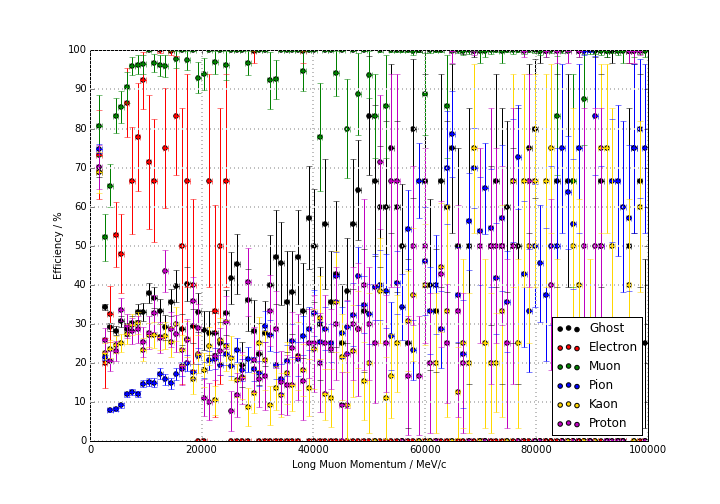 100
90
80
70
60
50
40
30
20
10
0
Efficiency / %
0
20000
40000
60000
80000
100000
Long Muon Momentum / MeV/c
Ghost
Electron
Muon
Pion
Kaon
Proton